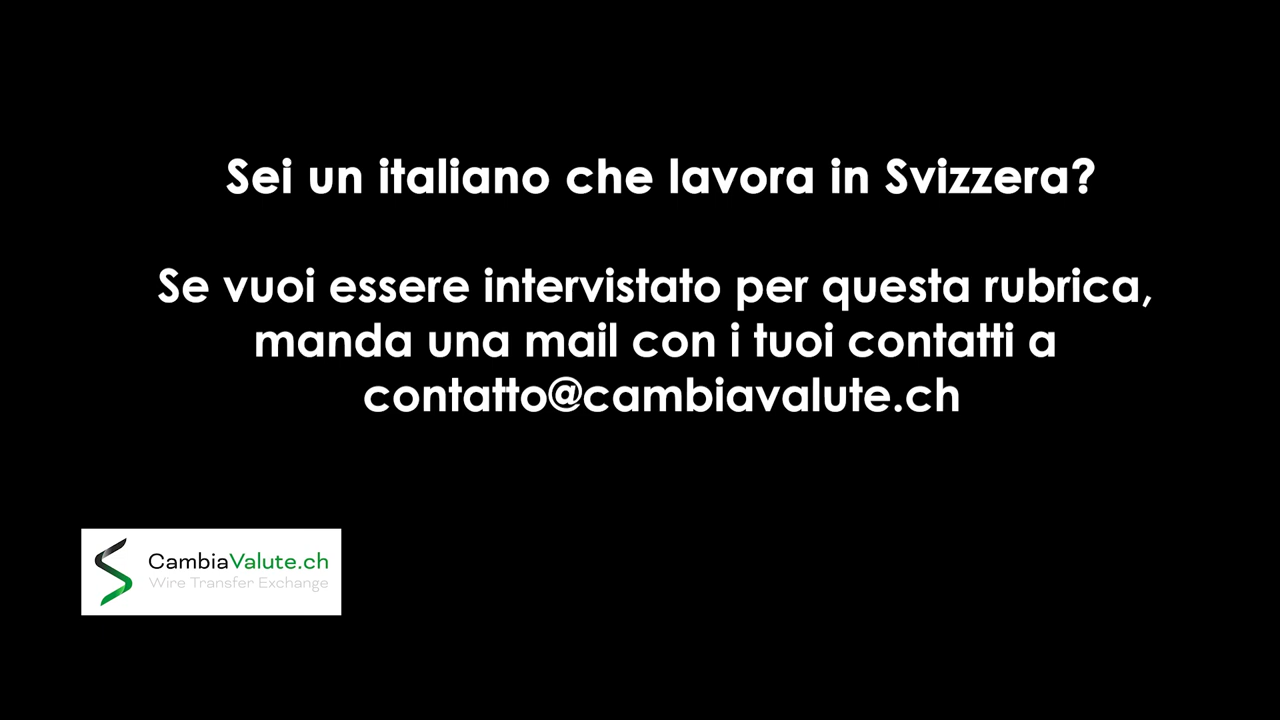 Sei un italiano che lavora in Svizzera?
Se vuoi essere intervistato per questa rubrica,
manda una mail con i tuoi contatti a
contatto@cambiavalute.ch
CambiaValute.ch
Wire Transfer Exchange